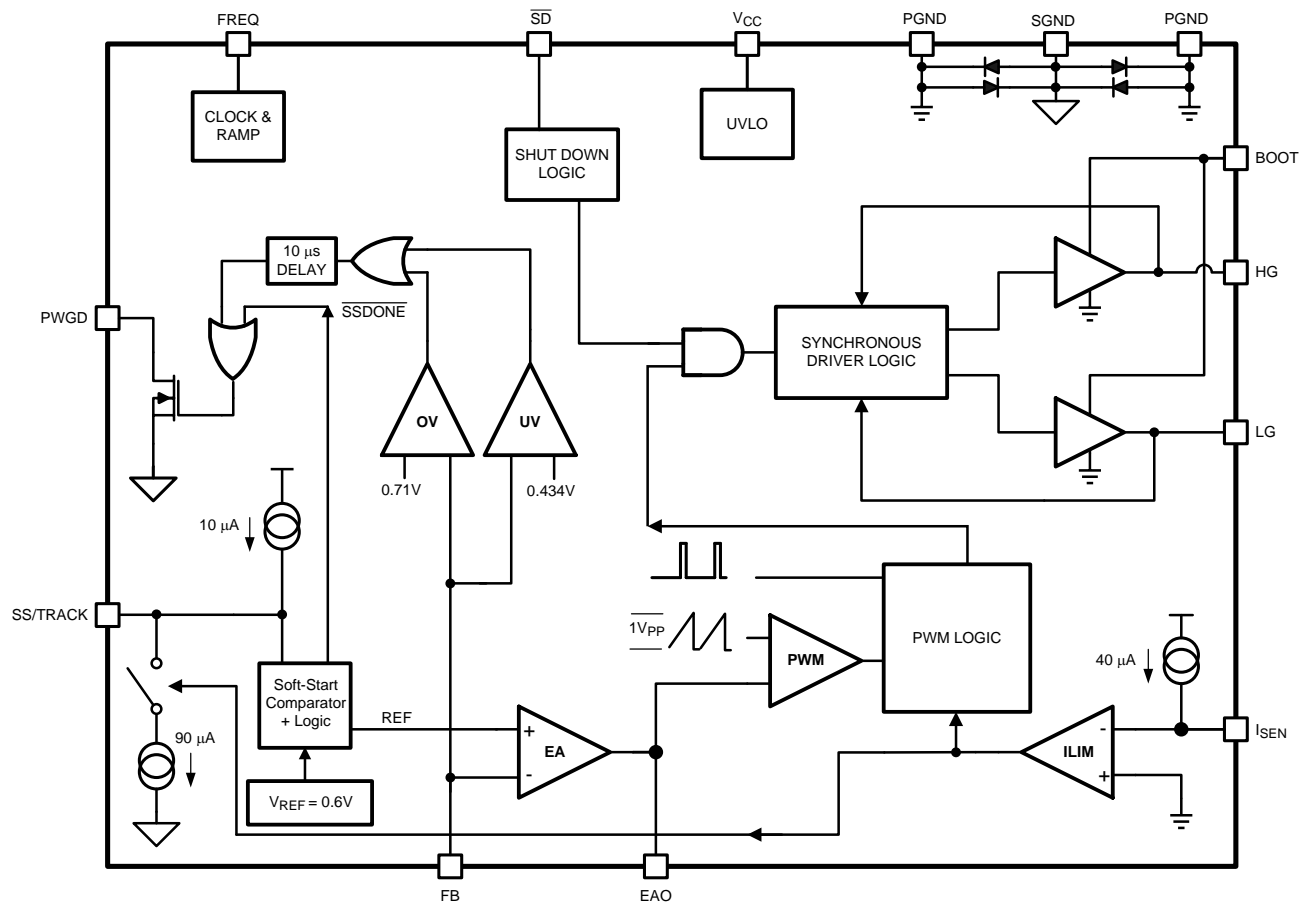 FREQ
SD
VCC
PGND
SGND
PGND
CLOCK &
RAMP
SHUT DOWN
LOGIC
UVLO
BOOT
10 μs
DELAY
SSDONE
PWGD
HG
SYNCHRONOUS
DRIVER LOGIC
OV
UV
LG
0.71V
0.434V
10 μA
SS/TRACK
1VPP
PWM
PWM LOGIC
40 μA
Soft-Start
Comparator
+ Logic
REF
+
EA
-
ILIM
-
+
ISEN
90 μA
VREF = 0.6V
FB
EAO